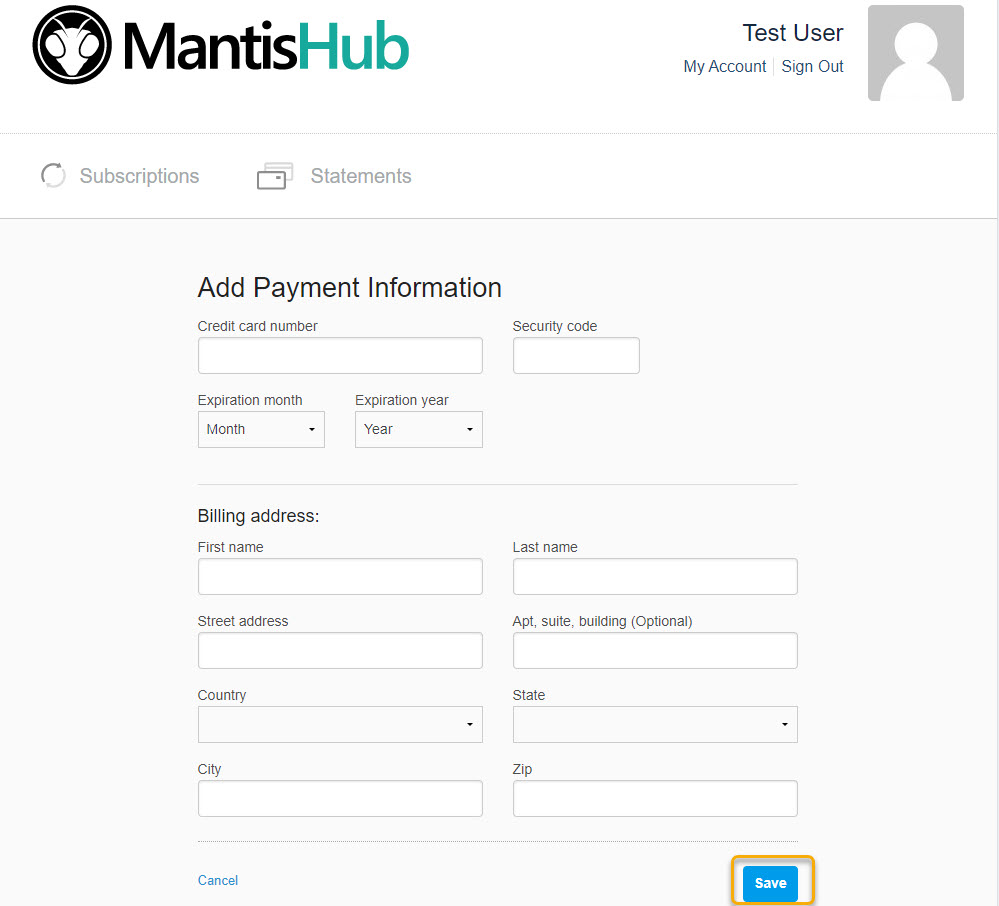 MantisHub
Test User
My Account Sign Out
Subscriptions Statements
Add Payment Information
Credit card number Security code
Expiration month Expiration year
Month Year
Billing address:
First name Last name
Street address Apt, suite, building (Optional)
Country State
City Zip
Cancel Save